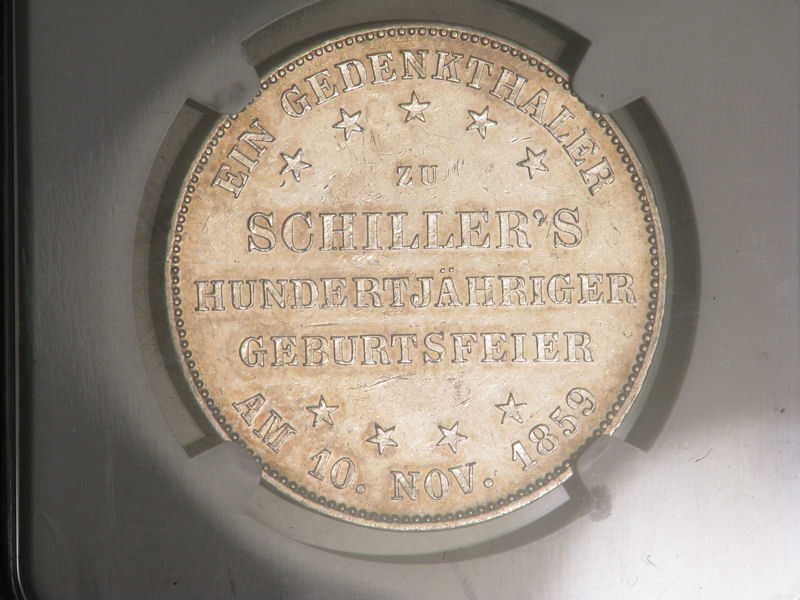 EIN GEDENKTHALER
ZU
SCHILLER'S
HUNDERTJÄHRIGER
GEBURTSFEIER
AM 10. NOV. 1859